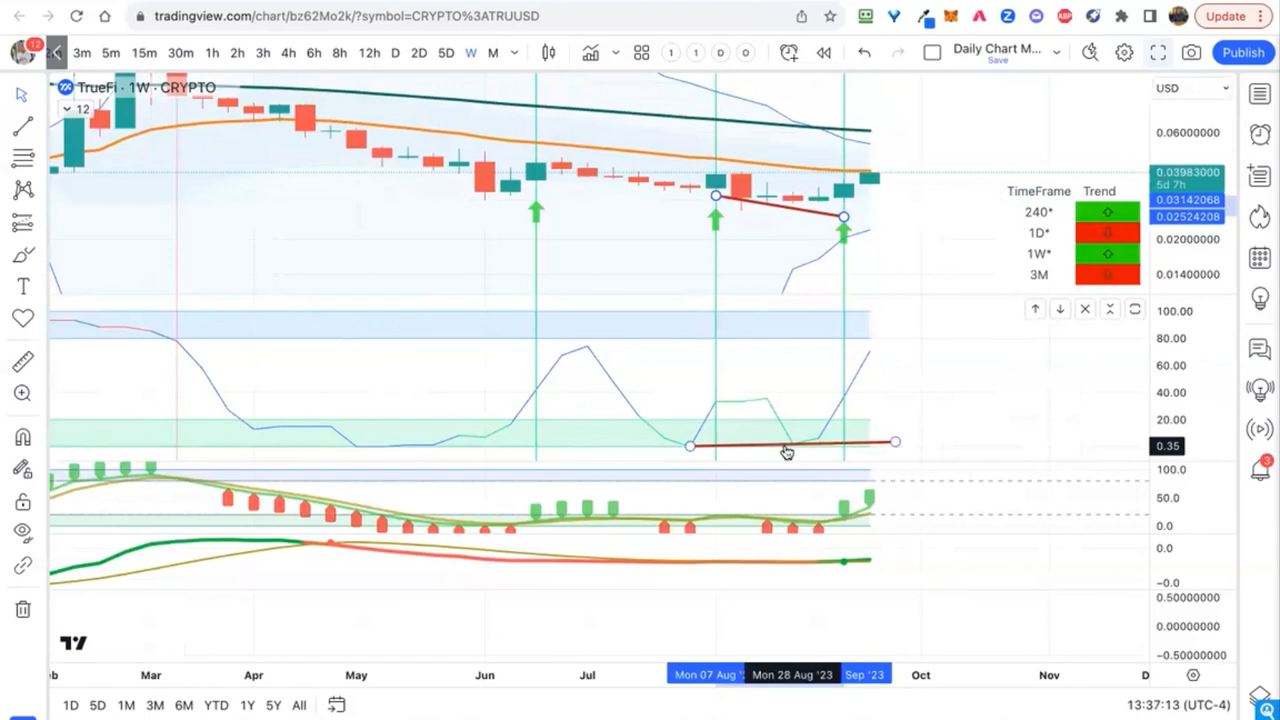 tradingview.com/chart/bz62Mo2k/?symbol=CRYPTO%3ATRUUSD
Update
12
3m 5m 15m 30m 1h 2h 3h 4h 6h 8h 12h D 2D 5D W M
1 1 D
Daily Chart M...
Save
Publish
TrueFi · 1W · CRYPTO
12
USD
0.06000000
0.03983000
5d 7h
0.03142068
0.02524208
0.02000000
0.01400000
TimeFrame Trend
240*
1D*
1W*
3M
100.00
80.00
60.00
40.00
20.00
0.35
100.0
50.0
0.0
0.0
-0.0
0.50000000
0.00000000
-0.50000000
3
b Mar Apr May Jun Jul Mon 07 Aug ' Mon 28 Aug '23 Sep '23 Oct Nov D
1D 5D 1M 3M 6M YTD 1Y 5Y All
13:37:13 (UTC-4)